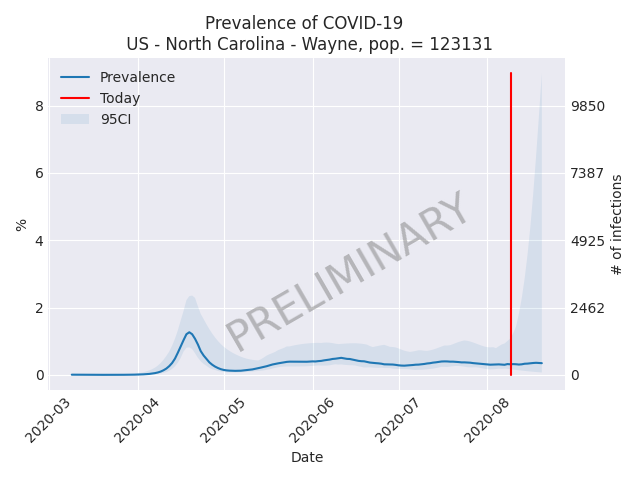 Prevalence of COVID-19
US - North Carolina - Wayne, pop. = 123131
Prevalence
Today
95CI
8
6
4
2
0
%
9850
7387
4925
2462
0
# of infections
PRELIMINARY
2020-03
2020-04
2020-05
2020-06
2020-07
2020-08
Date